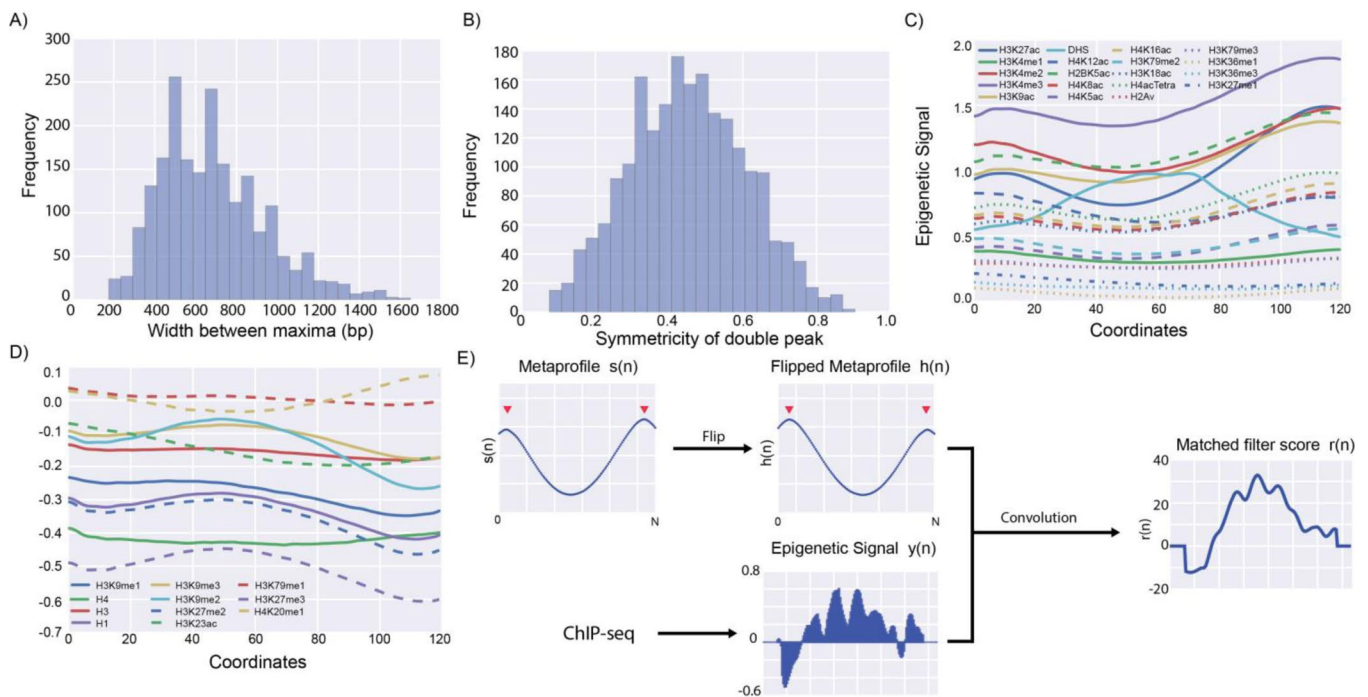 A)
300
250
200
150
100
50
0
Frequency
200 400 600 800 1000 1200 1400 1600 1800
Width between maxima (bp)
B)
180
160
140
120
100
80
60
40
20
0
Frequency
0.2 0.4 0.6 0.8 1.0
Symmetricity of double peak
C)
2.0
1.5
1.0
0.5
0.0
Epigenetic Signal
H3K27ac DHS H4K16ac H3K79me3
H3K4me1 H4K12ac H3K79me2 H3K36me1
H3K4me2 H2BK5ac H3K18ac H3K36me3
H3K4me3 H4K8ac H4acTetra H3K27me1
H3K9ac H4K5ac H2Av
0 20 40 60 80 100 120
Coordinates
D)
0.1
0.0
-0.1
-0.2
-0.3
-0.4
-0.5
-0.6
-0.7
H3K9me1 H3K9me3 H3K79me1
H4 H3K9me2 H3K27me3
H3 H3K27me2 H4K20me1
H1 H3K23ac
0 20 40 60 80 100 120
Coordinates
E)
Metaprofile s(n)
s(n)
0 N
Flip
Flipped Metaprofile h(n)
h(n)
0 N
ChIP-seq
Epigenetic Signal y(n)
0.8
0
-0.6
Convolution
Matched filter score r(n)
40
20
0
-20
r(n)